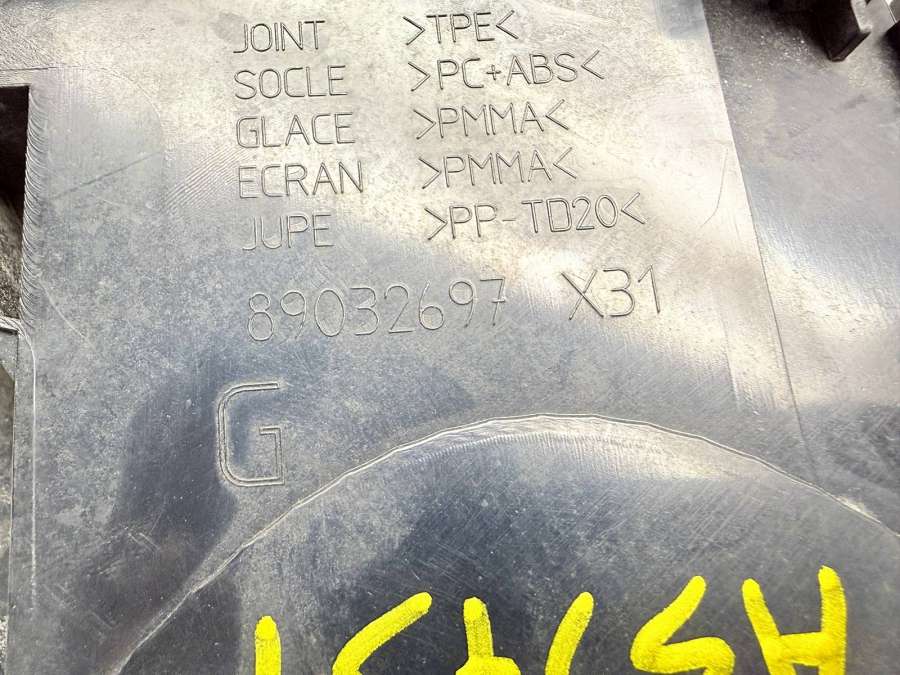 JOINT >TPE<
SOCLE >PC+ABS<
GLACE >PMMA<
ECRAN >PMMA<
JUPE >PP-TD20<
89032697 X31
G